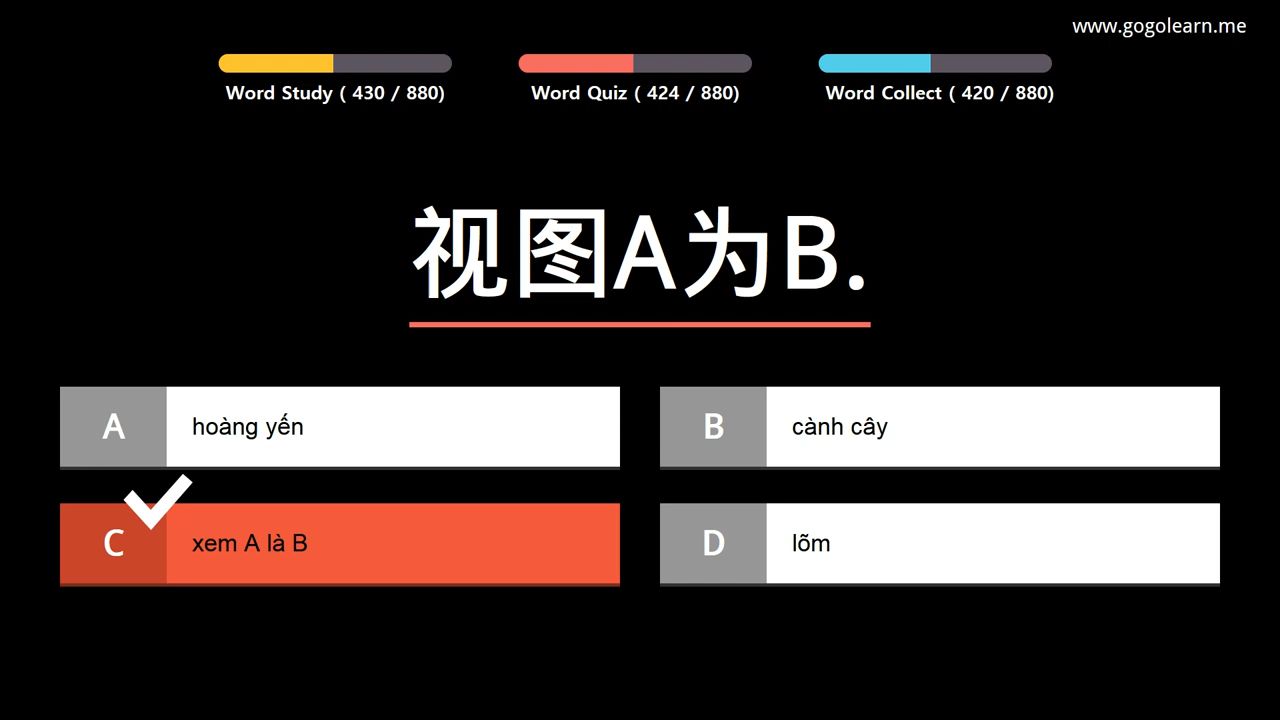 www.gogolearn.me
Word Study ( 430 / 880)
Word Quiz ( 424 / 880)
Word Collect ( 420 / 880)
视图A为B.
A hoàng yến
B cành cây
C xem A là B
D lõm